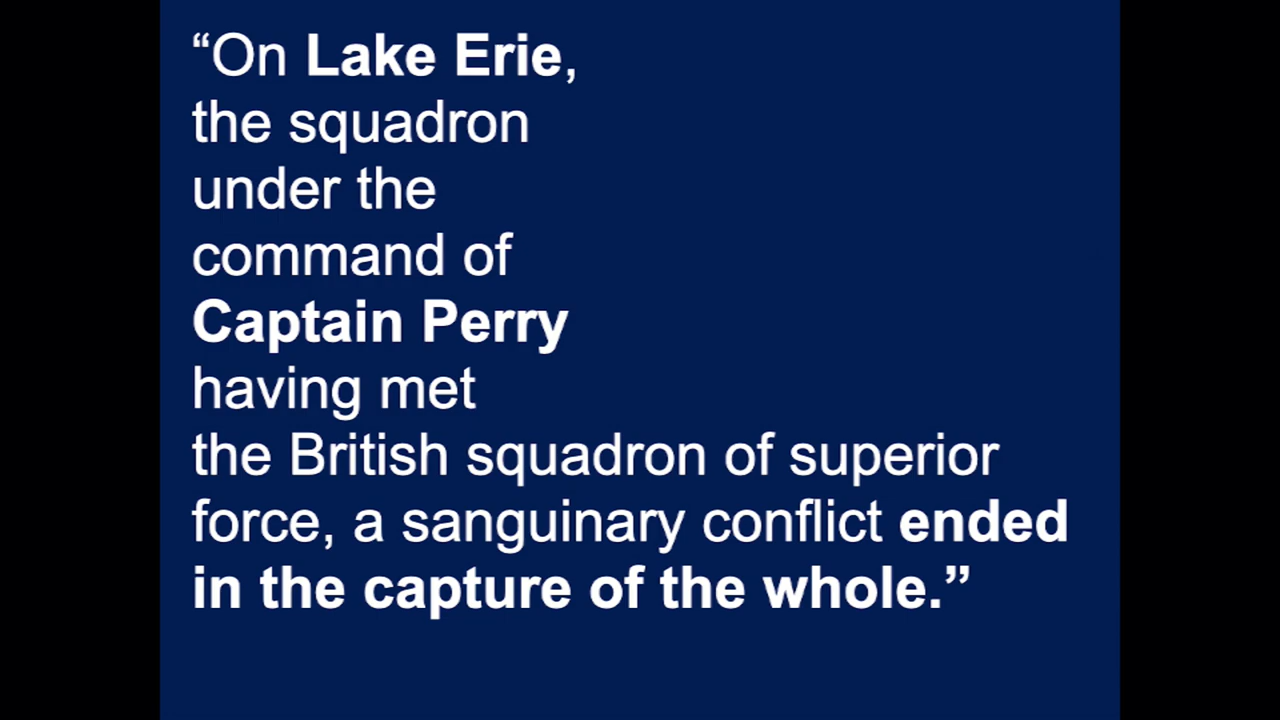 “On Lake Erie,
the squadron
under the
command of
Captain Perry
having met
the British squadron of superior
force, a sanguinary conflict ended
in the capture of the whole.”